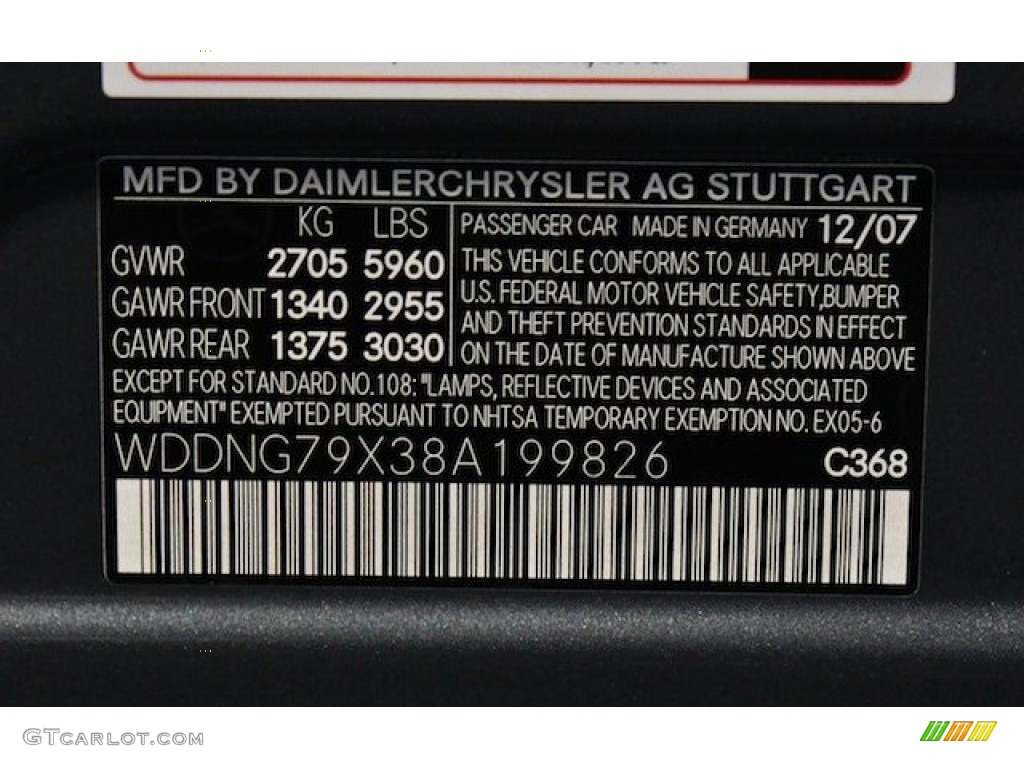 MFD BY DAIMLERCHRYSLER AG STUTTGART
KG LBS
GVWR 2705 5960
GAWR FRONT 1340 2955
GAWR REAR 1375 3030
PASSENGER CAR MADE IN GERMANY 12/07
THIS VEHICLE CONFORMS TO ALL APPLICABLE
U.S. FEDERAL MOTOR VEHICLE SAFETY,BUMPER
AND THEFT PREVENTION STANDARDS IN EFFECT
ON THE DATE OF MANUFACTURE SHOWN ABOVE
EXCEPT FOR STANDARD NO.108: "LAMPS, REFLECTIVE DEVICES AND ASSOCIATED
EQUIPMENT" EXEMPTED PURSUANT TO NHTSA TEMPORARY EXEMPTION NO. EX05-6
WDDNG79X38A199826 C368
GTCARLOT.COM